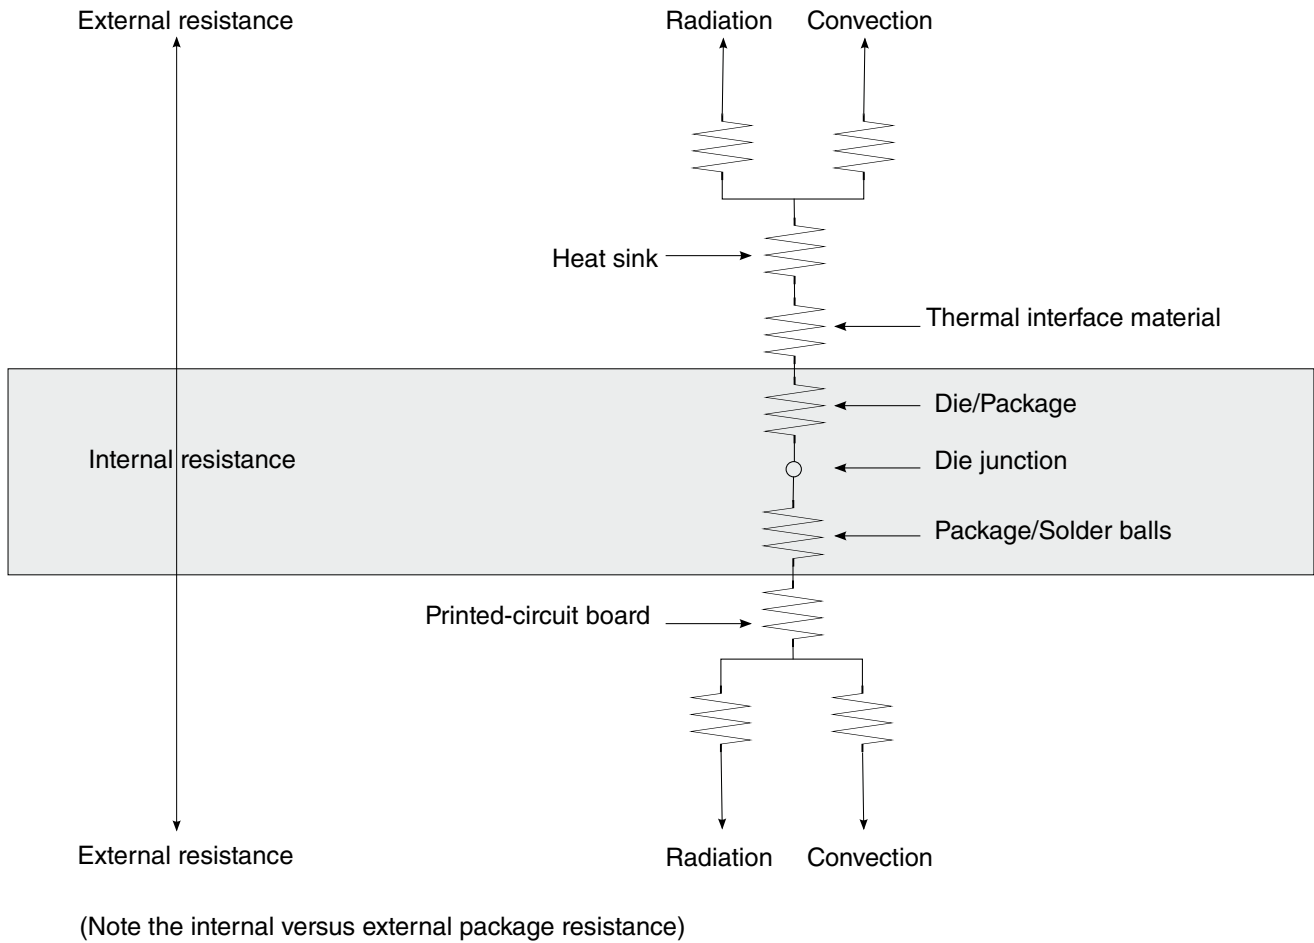 External resistance
Radiation
Convection
Heat sink
Thermal interface material
Die/Package
Internal resistance
Die junction
Package/Solder balls
Printed-circuit board
External resistance
Radiation
Convection
(Note the internal versus external package resistance)